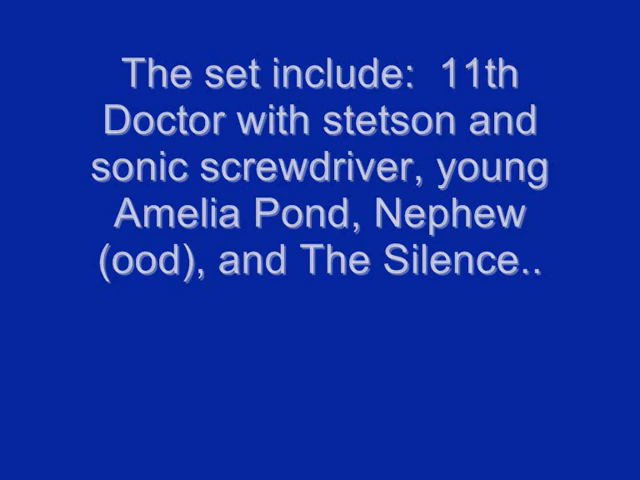 The set include:  11th
Doctor with stetson and
sonic screwdriver, young
Amelia Pond, Nephew
(ood), and The Silence..